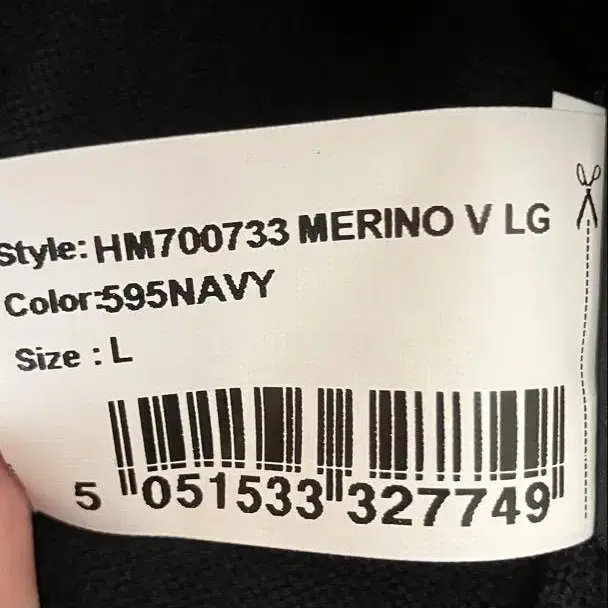 Style: HM700733 MERINO V LG
Color:595NAVY
Size : L
5 051533 327749